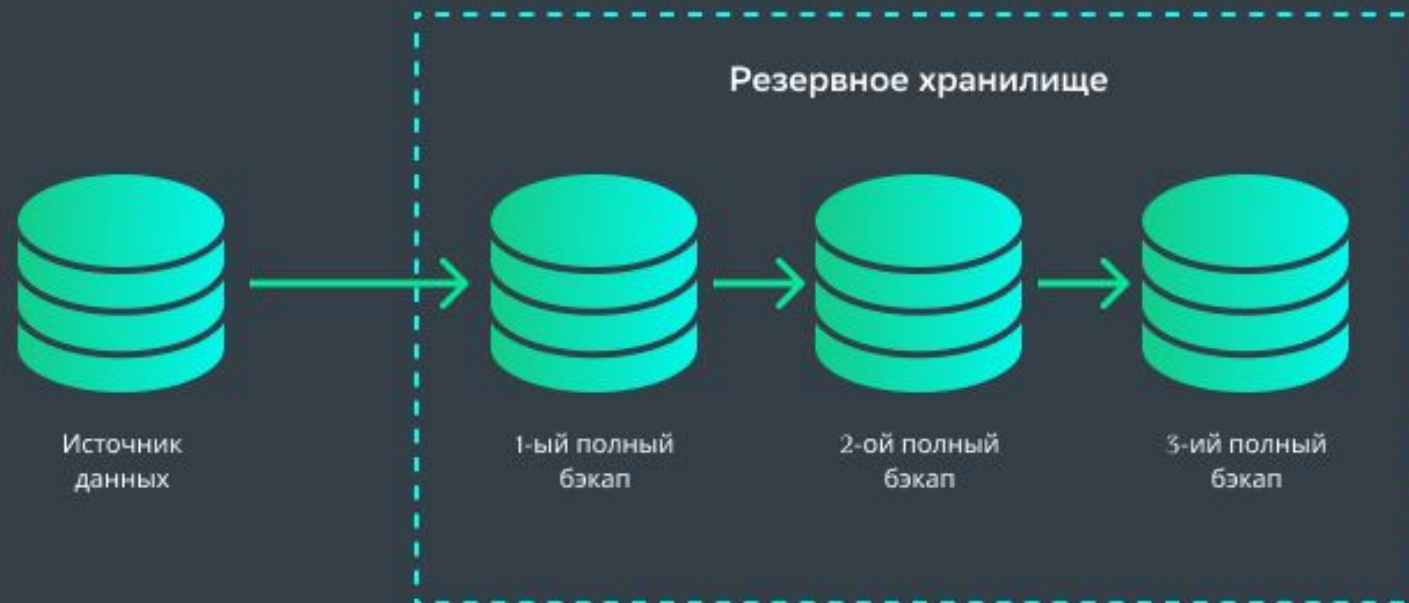 Резервное хранилище
Источник
данных
1-ый полный
бэкап
2-ой полный
бэкап
3-ий полный
бэкап